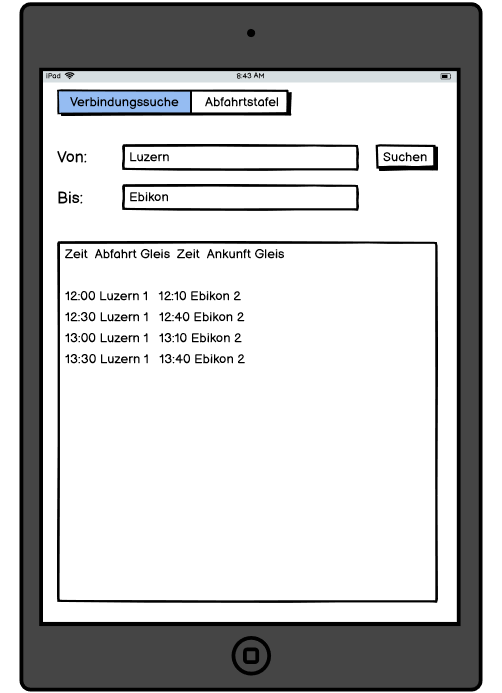 iPad 8:43 AM
Verbindungssuche Abfahrtstafel
Von: Luzern Suchen
Bis: Ebikon
Zeit Abfahrt Gleis Zeit Ankunft Gleis
12:00 Luzern 1 12:10 Ebikon 2
12:30 Luzern 1 12:40 Ebikon 2
13:00 Luzern 1 13:10 Ebikon 2
13:30 Luzern 1 13:40 Ebikon 2